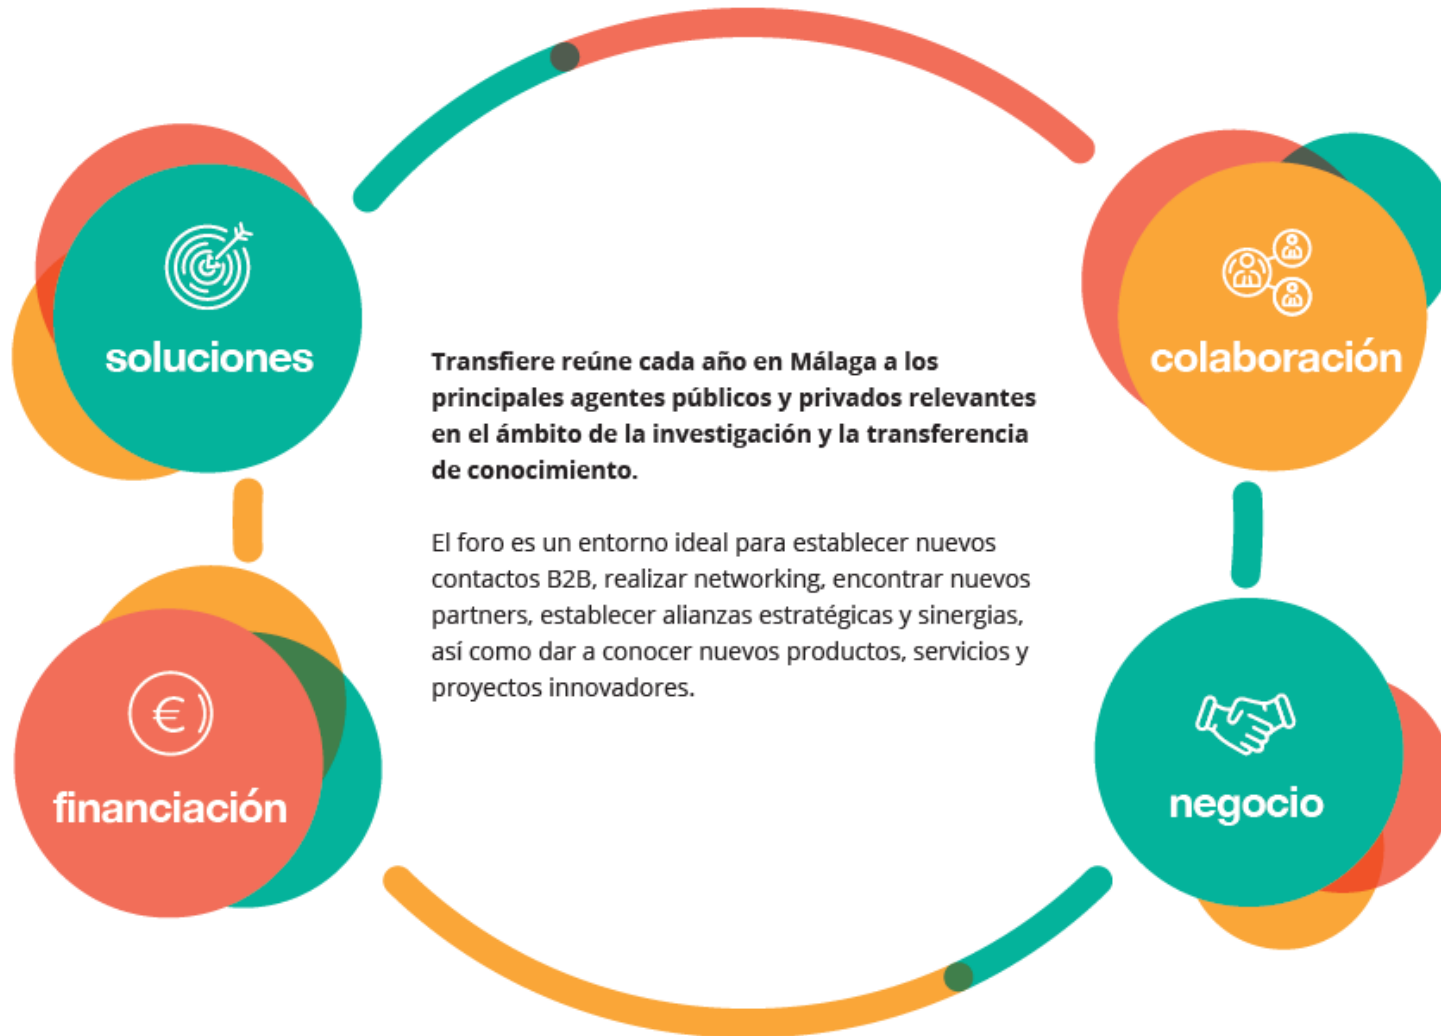 soluciones
colaboración
Transfiere reúne cada año en Málaga a los
principales agentes públicos y privados relevantes
en el ámbito de la investigación y la transferencia
de conocimiento.
El foro es un entorno ideal para establecer nuevos
contactos B2B, realizar networking, encontrar nuevos
partners, establecer alianzas estratégicas y sinergias,
así como dar a conocer nuevos productos, servicios y
proyectos innovadores.
€
financiación
negocio